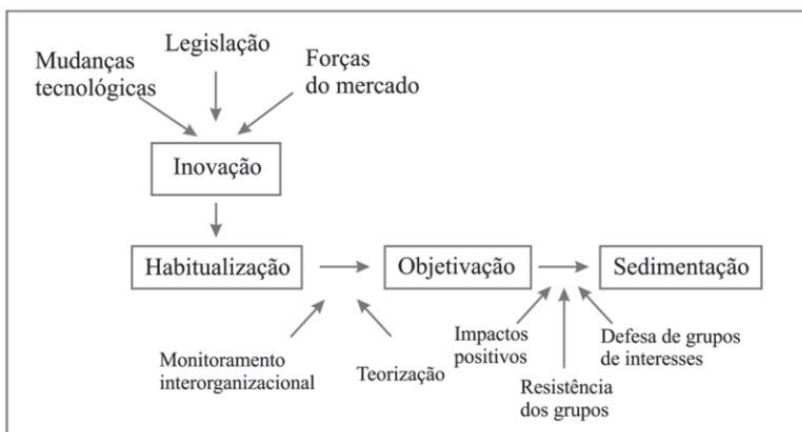 Legislação
Mudanças
tecnológicas
Forças
do mercado
Inovação
Habitualização
Objetivação
Sedimentação
Monitoramento
interorganizacional
Teorização
Impactos
positivos
Resistência
dos grupos
Defesa de grupos
de interesses